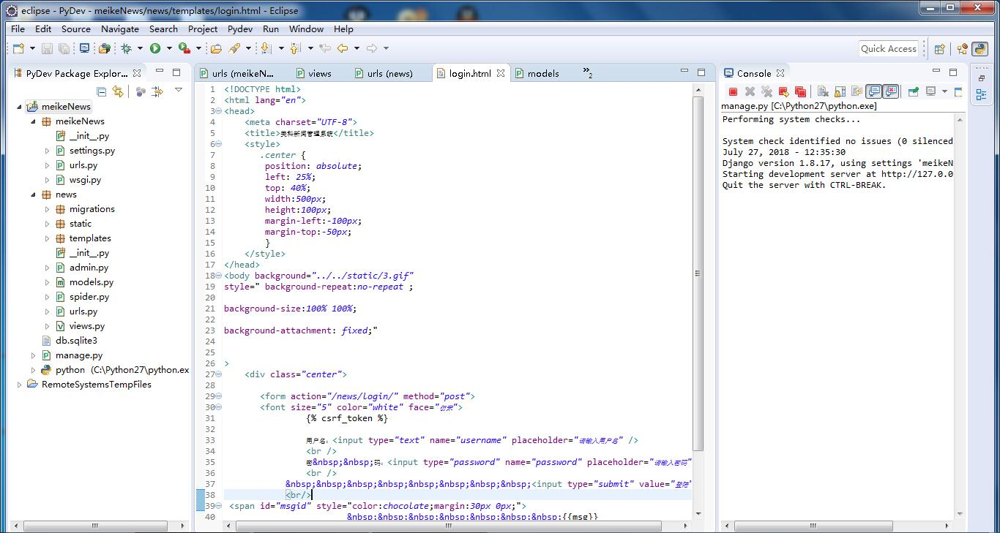 eclipse - PyDev - meikeNews/news/templates/login.html - Eclipse
File Edit Source Navigate Search Project Pydev Run Window Help
Quick Access
PyDev Package Explor...
urls (meikeN... views urls (news) login.html models »2
Console
meikeNews
meikeNews
__init__.py
settings.py
urls.py
wsgi.py
news
migrations
static
templates
__init__.py
admin.py
models.py
spider.py
urls.py
views.py
db.sqlite3
manage.py
python (C:\Python27\python.ex
RemoteSystemsTempFiles
1 <!DOCTYPE html>
2 <html lang="en">
3 <head>
4 <meta charset="UTF-8">
5 <title>美科新闻管理系统</title>
6 <style>
7 .center {
8 position: absolute;
9 left: 25%;
10 top: 40%;
11 width:500px;
12 height:100px;
13 margin-left:-100px;
14 margin-top:-50px;
15 }
16 </style>
17 </head>
18 <body background="../../static/3.gif"
19 style=" background-repeat:no-repeat ;
20
21 background-size:100% 100%;
22
23 background-attachment: fixed;"
24
25
26 >
27 <div class="center">
28
29 <form action="/news/login/" method="post">
30 <font size="5" color="white" face="仿宋">
31 {% csrf_token %}
32
33 用户名：<input type="text" name="username" placeholder="请输入用户名" />
34 <br />
35 密&nbsp;&nbsp;码：<input type="password" name="password" placeholder="请输入密码"
36 <br />
37 &nbsp;&nbsp;&nbsp;&nbsp;&nbsp;&nbsp;&nbsp;&nbsp;<input type="submit" value="登陆"
38 <br/>
39 <span id="msgid" style="color:chocolate;margin:30px 0px;">
40 &nbsp;&nbsp;&nbsp;&nbsp;&nbsp;&nbsp;&nbsp;{{msg}}
manage.py [C:\Python27\python.exe]
Performing system checks...
System check identified no issues (0 silenced
July 27, 2018 - 12:35:30
Django version 1.8.17, using settings 'meikeN
Starting development server at http://127.0.0
Quit the server with CTRL-BREAK.